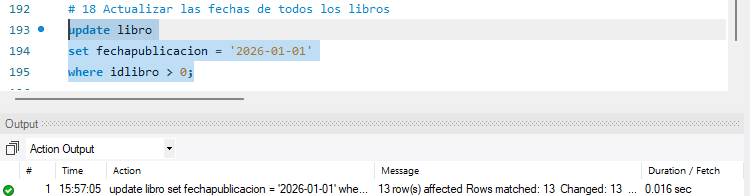 192 # 18 Actualizar las fechas de todos los libros
193 update libro
194 set fechapublicacion = '2026-01-01'
195 where idlibro > 0;
Output
Action Output
# Time Action Message Duration / Fetch
1 15:57:05 update libro set fechapublicacion = '2026-01-01' whe... 13 row(s) affected Rows matched: 13 Changed: 13 ... 0.016 sec